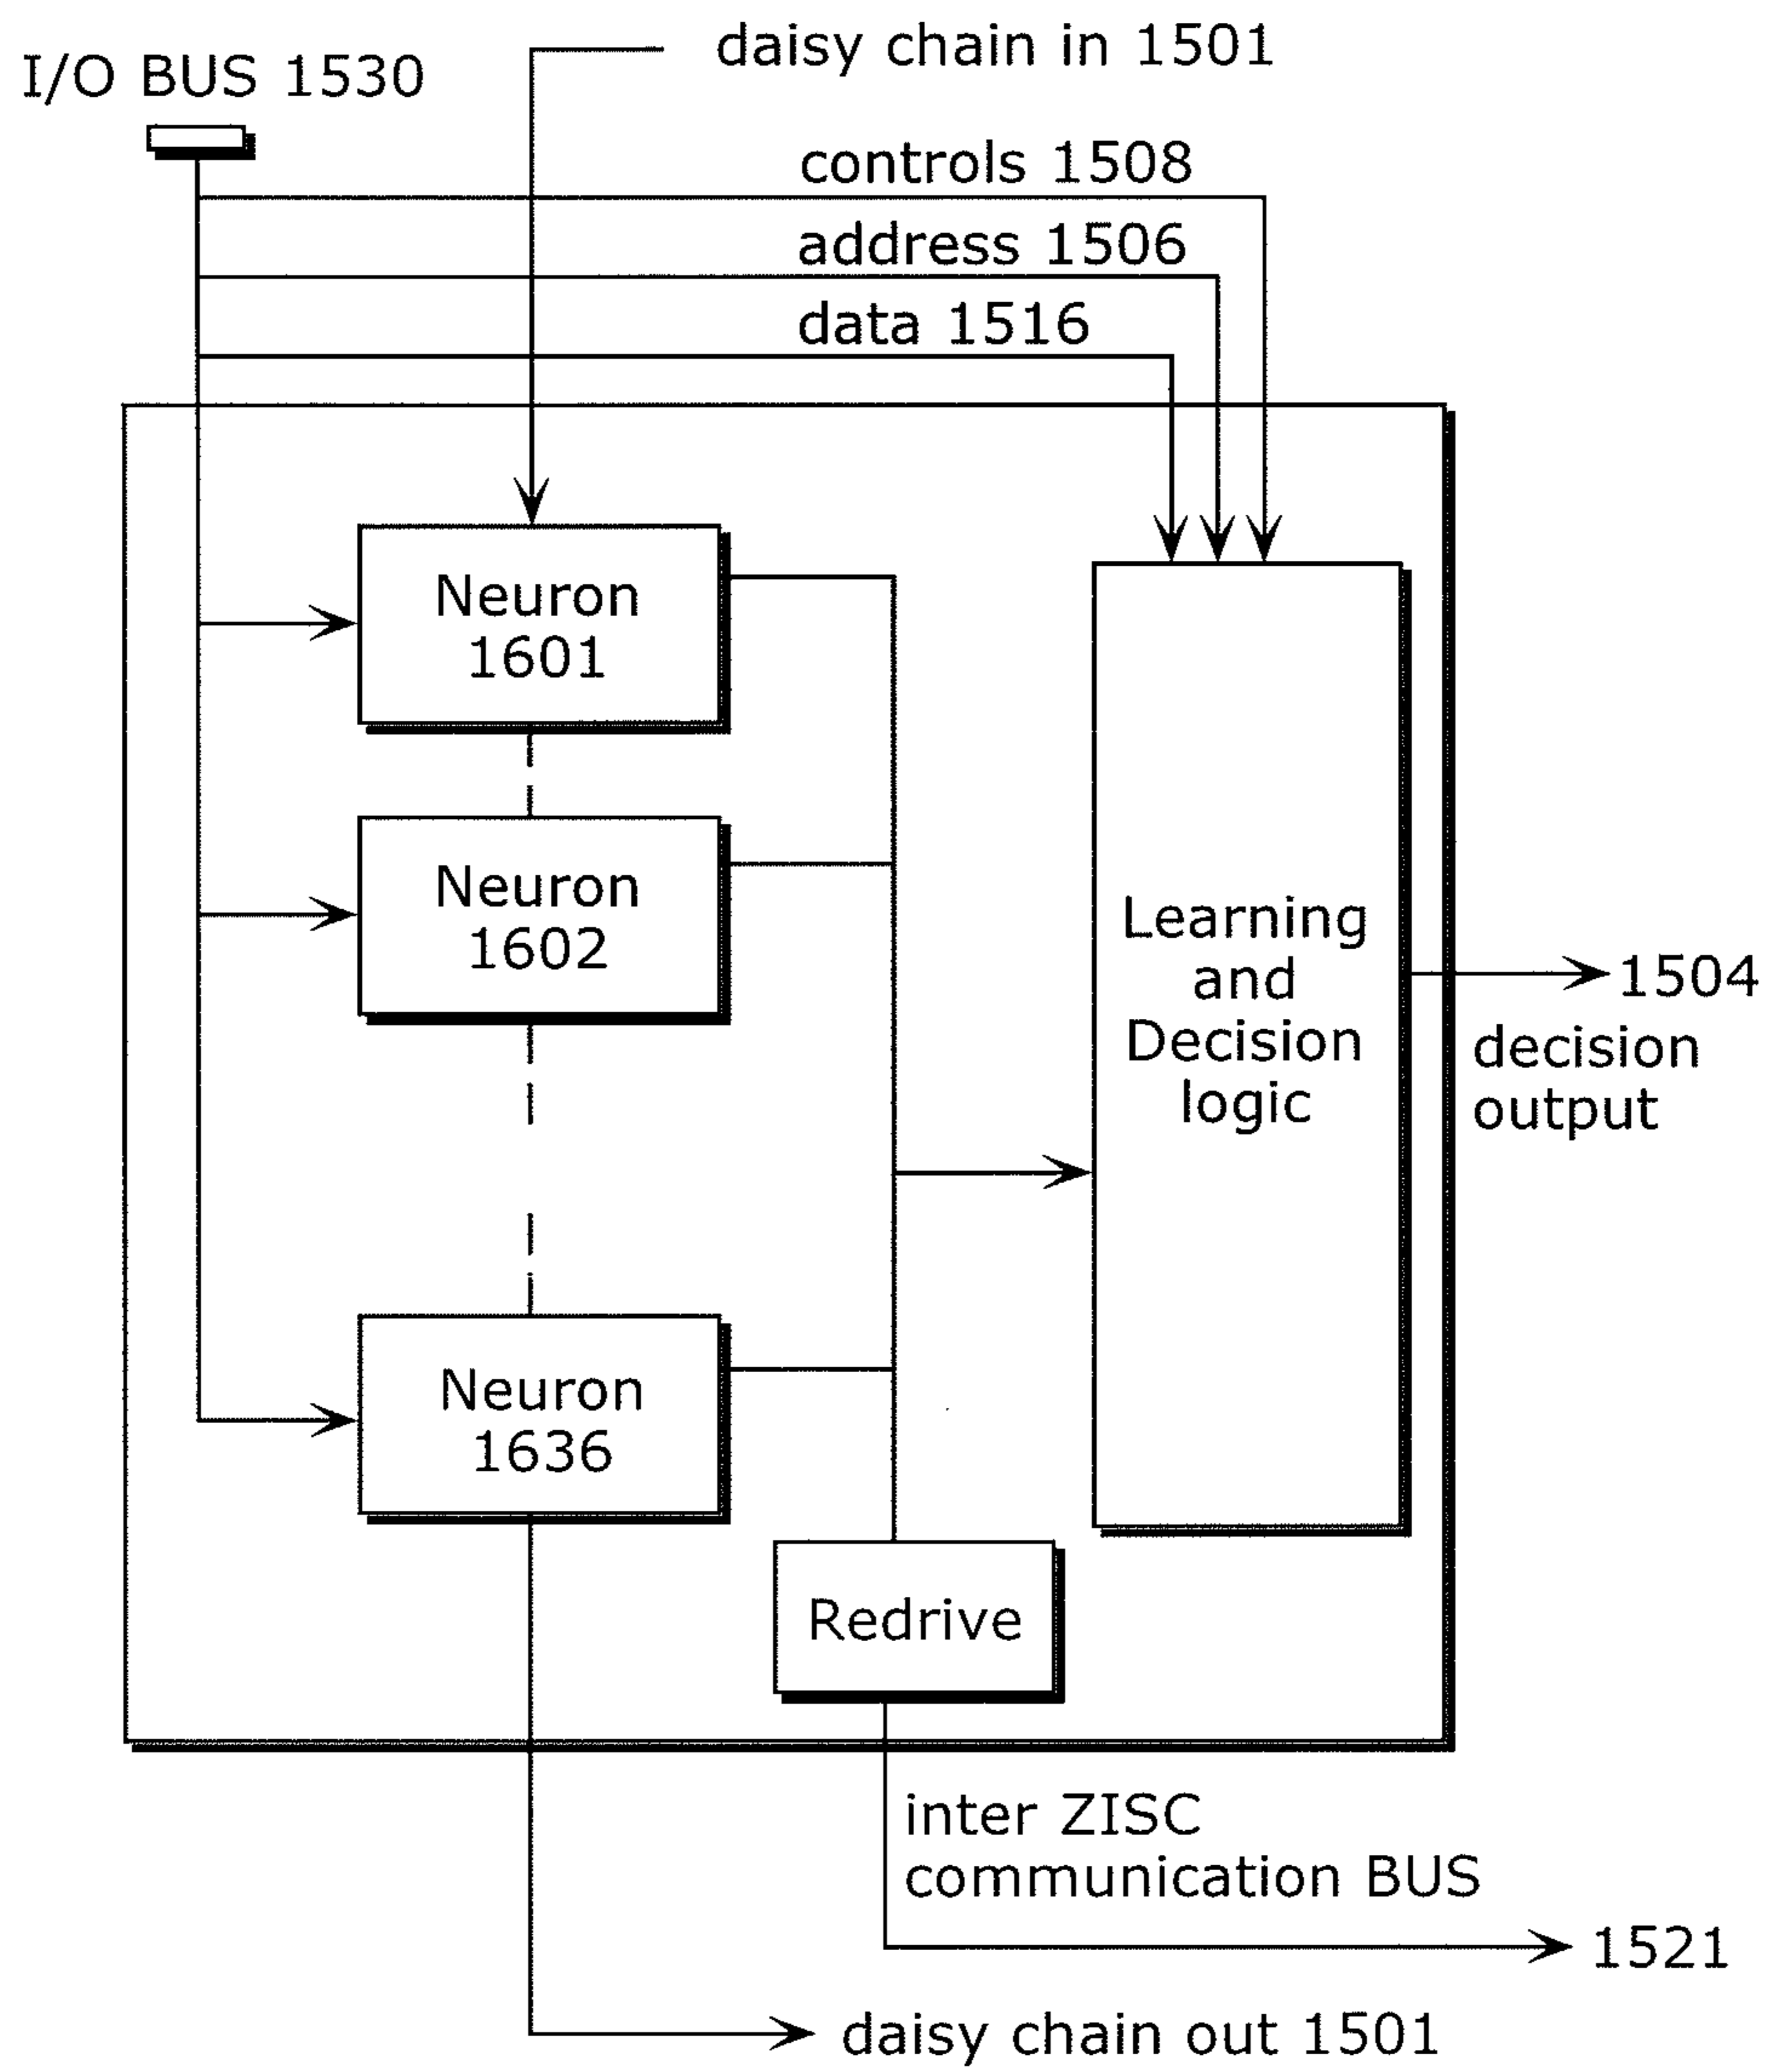 daisy chain in 1501
I/O BUS 1530
controls 1508
address 1506
data 1516
Neuron
1601
Neuron
1602
Learning
and
Decision
logic
1504
decision
output
Neuron
1636
Redrive
inter ZISC
communication BUS
1521
daisy chain out 1501